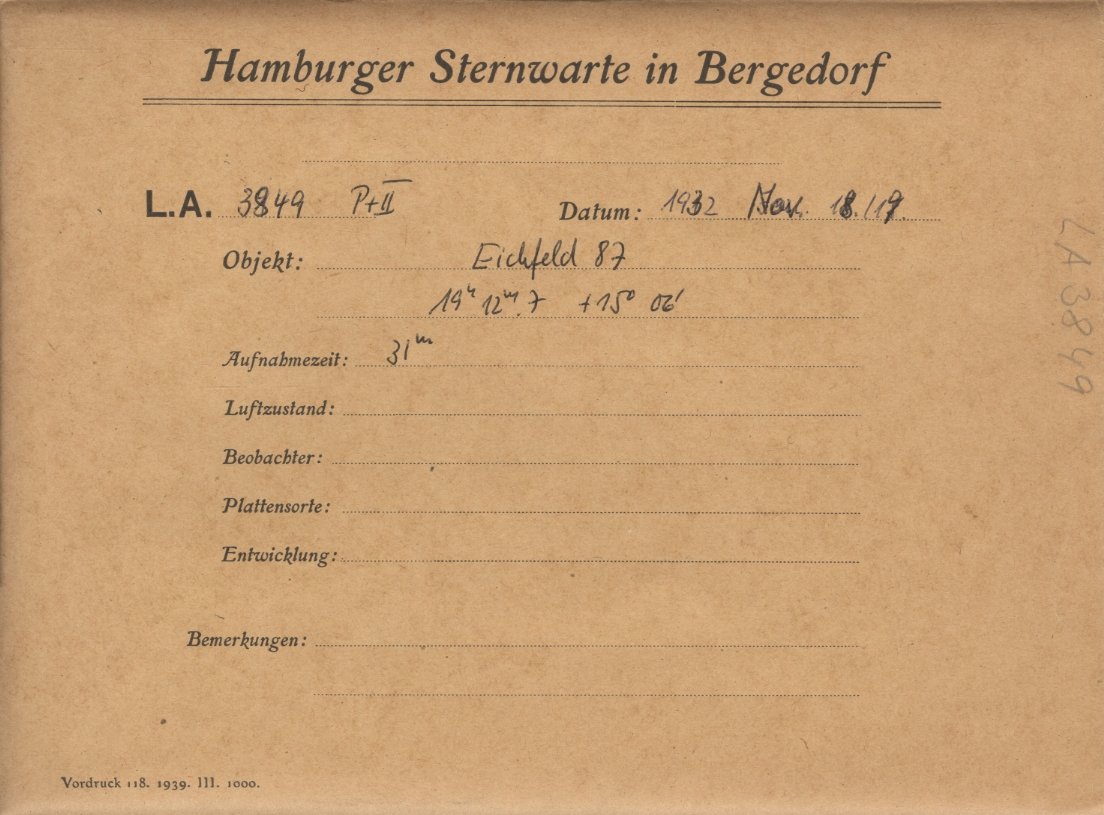 Hamburger Sternwarte in Bergedorf
L.A. 3849 P+II Datum: 1932 Nov. 18./19.
Objekt: Eichfeld 87
19h 12m.7 +15° 06'
Aufnahmezeit: 31m
Luftzustand:
Beobachter:
Plattensorte:
Entwicklung:
Bemerkungen:
Vordruck 118. 1939. III. 1000.
LA 3849